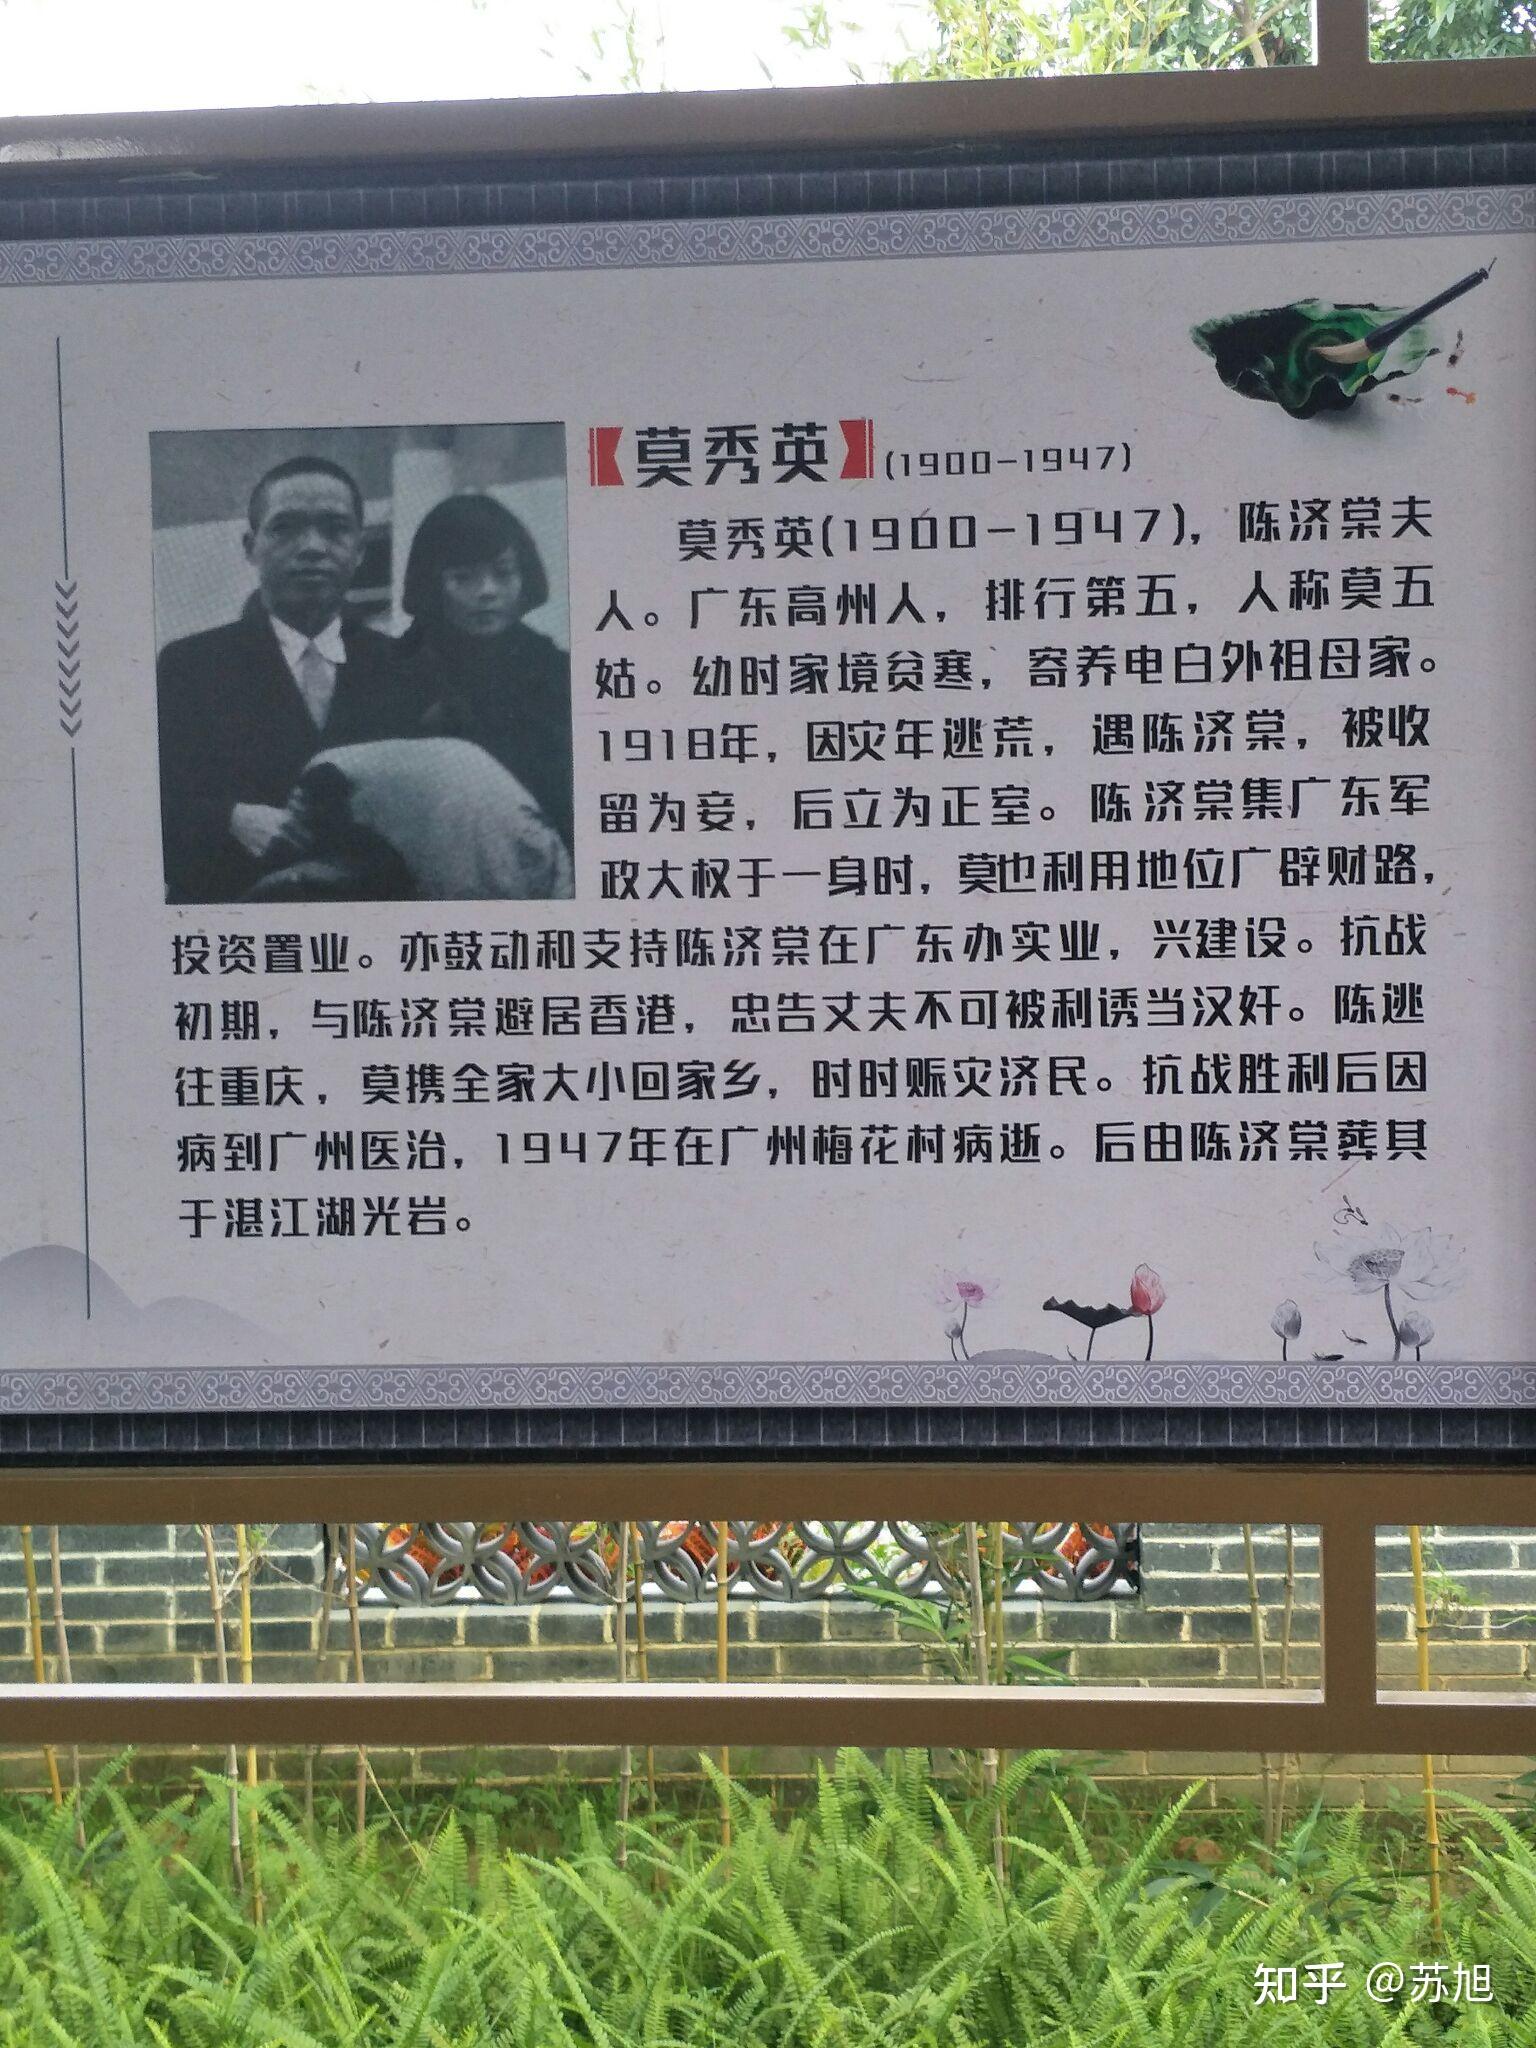 【莫秀英】(1900-1947)
莫秀英(1900-1947)，陈济棠夫
人。广东高州人，排行第五，人称莫五
姑。幼时家境贫寒，寄养电白外祖母家。
1918年，因灾年逃荒，遇陈济棠，被收
留为妾，后立为正室。陈济棠集广东军
政大权于一身时，莫也利用地位广辟财路，
投资置业。亦鼓动和支持陈济棠在广东办实业，兴建设。抗战
初期，与陈济棠避居香港，忠告丈夫不可被利诱当汉奸。陈逃
往重庆，莫携全家大小回家乡，时时赈灾济民。抗战胜利后因
病到广州医治，1947年在广州梅花村病逝。后由陈济棠葬其
于湛江湖光岩。
知乎 @苏旭